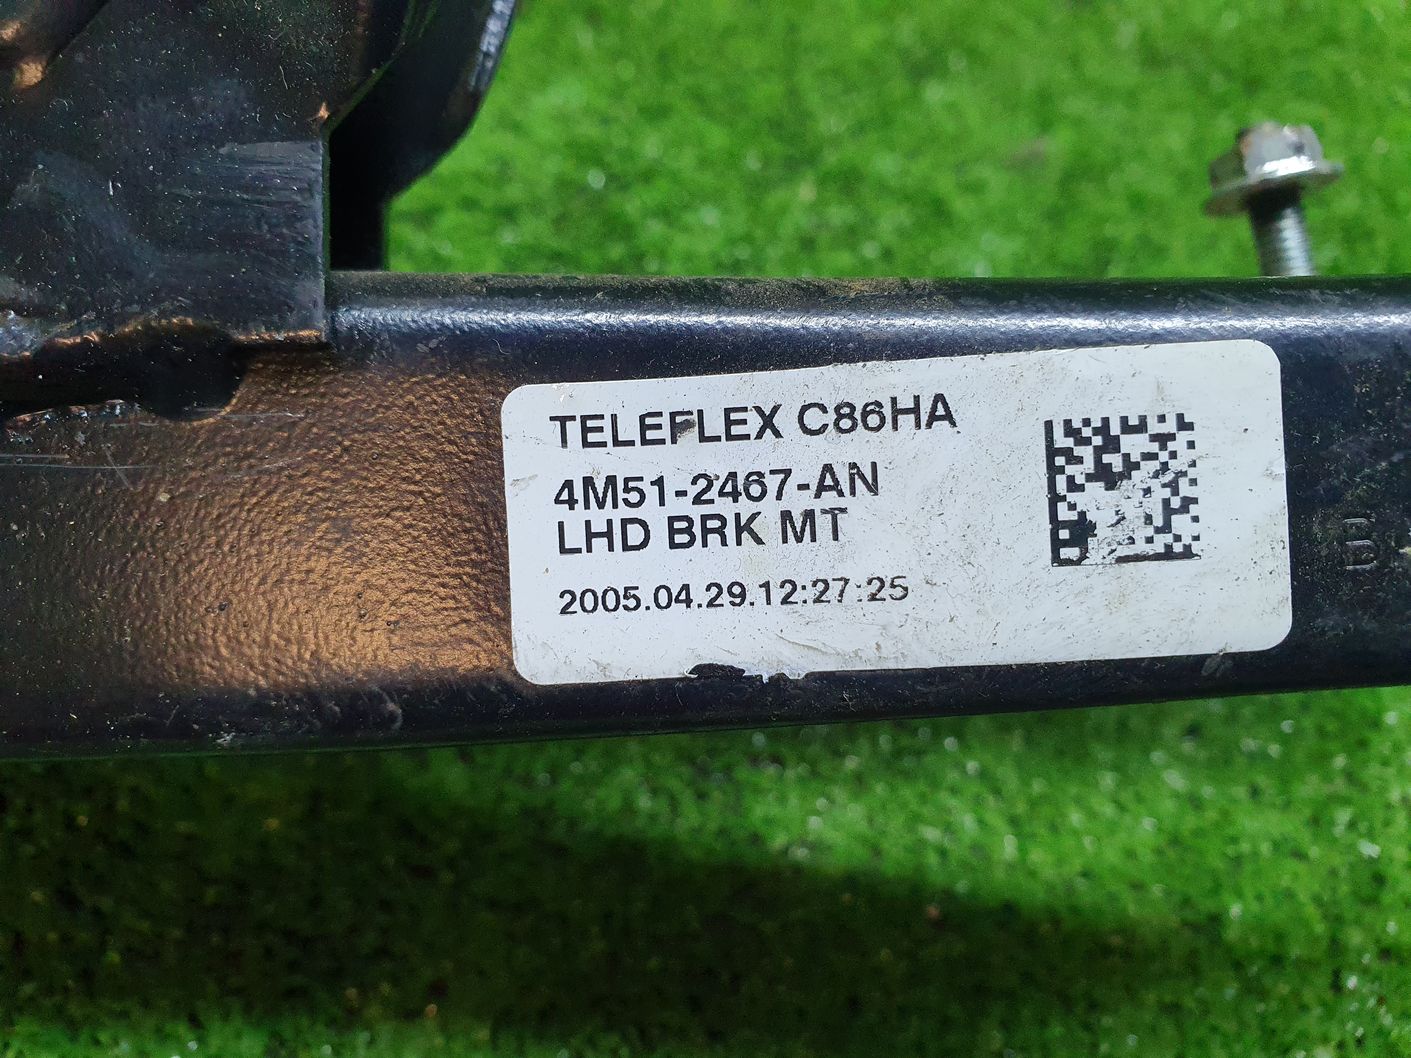 TELEFLEX C86HA
4M51-2467-AN
LHD BRK MT
2005.04.29.12:27:25